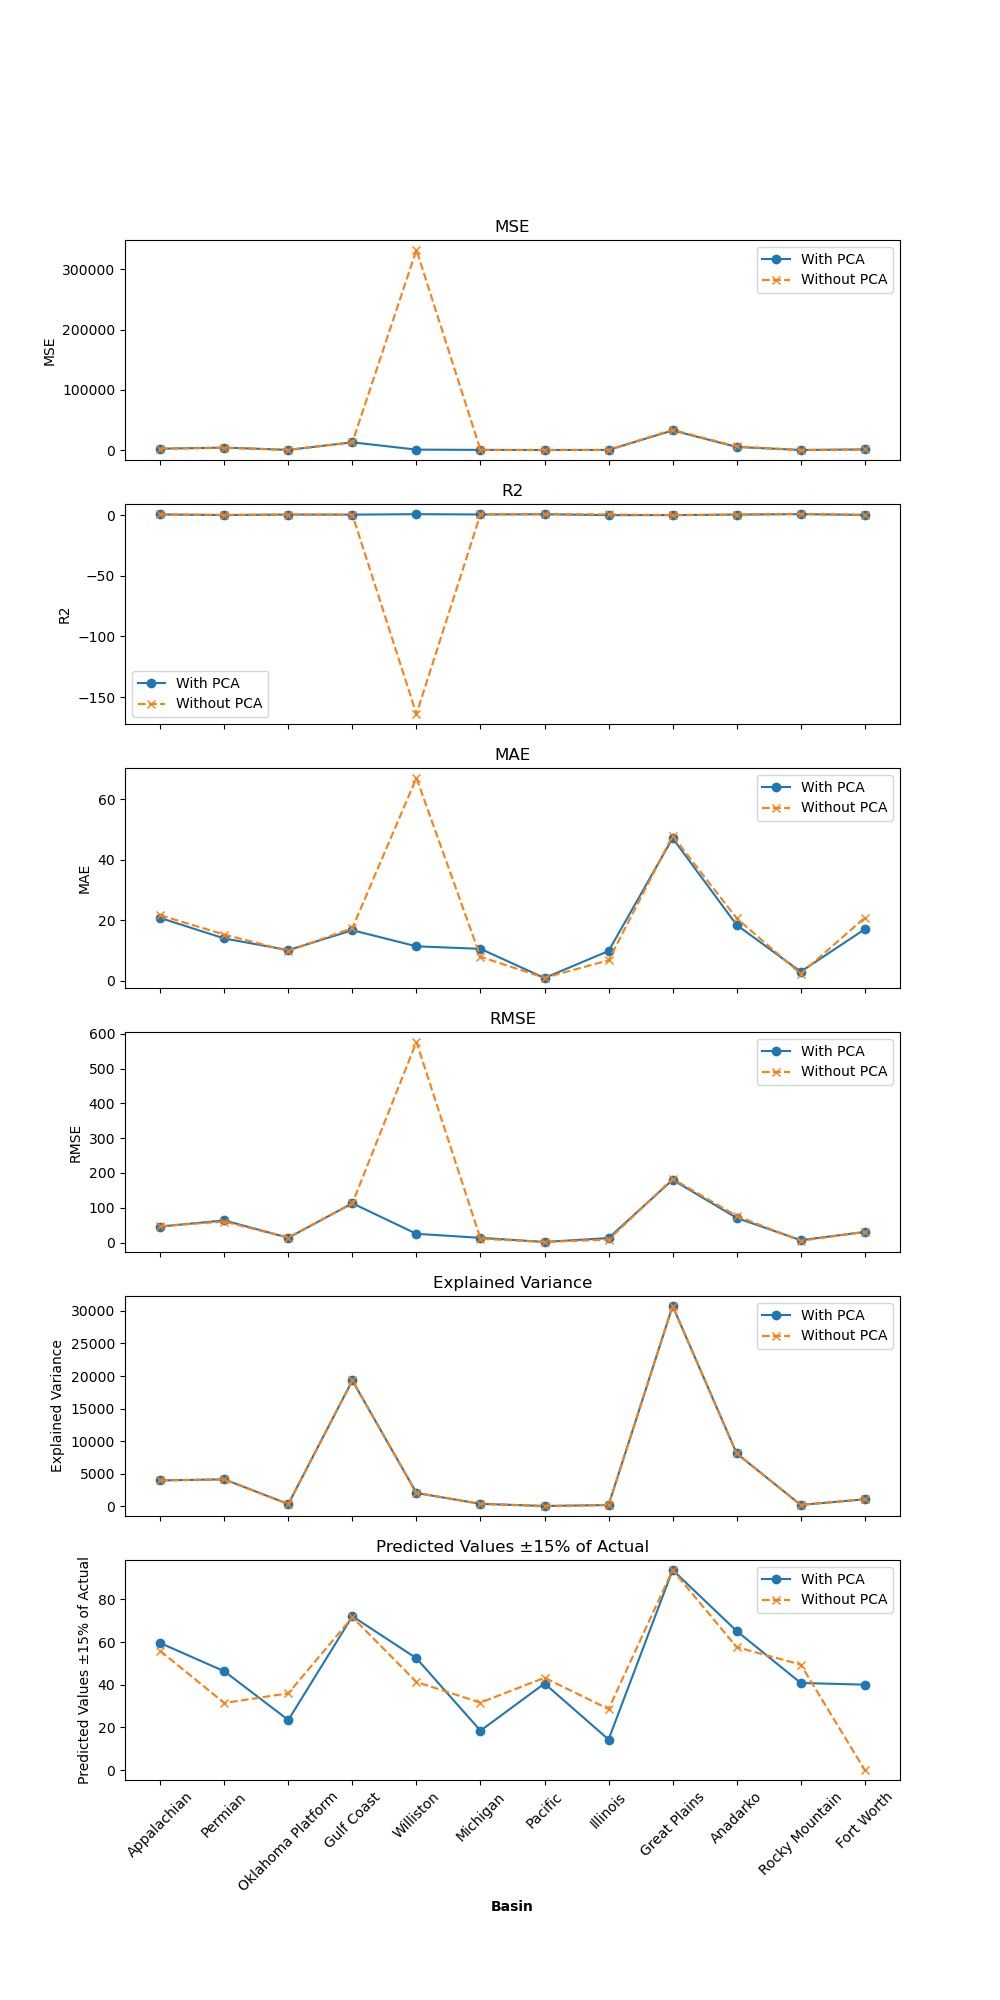 MSE
300000
200000
100000
0
MSE
With PCA
Without PCA
R2
0
−50
−100
−150
R2
With PCA
Without PCA
MAE
60
40
20
0
MAE
With PCA
Without PCA
RMSE
600
500
400
300
200
100
0
RMSE
With PCA
Without PCA
Explained Variance
30000
25000
20000
15000
10000
5000
0
Explained Variance
With PCA
Without PCA
Predicted Values ±15% of Actual
80
60
40
20
0
Predicted Values ±15% of Actual
With PCA
Without PCA
Appalachian
Permian
Oklahoma Platform
Gulf Coast
Williston
Michigan
Pacific
Illinois
Great Plains
Anadarko
Rocky Mountain
Fort Worth
Basin